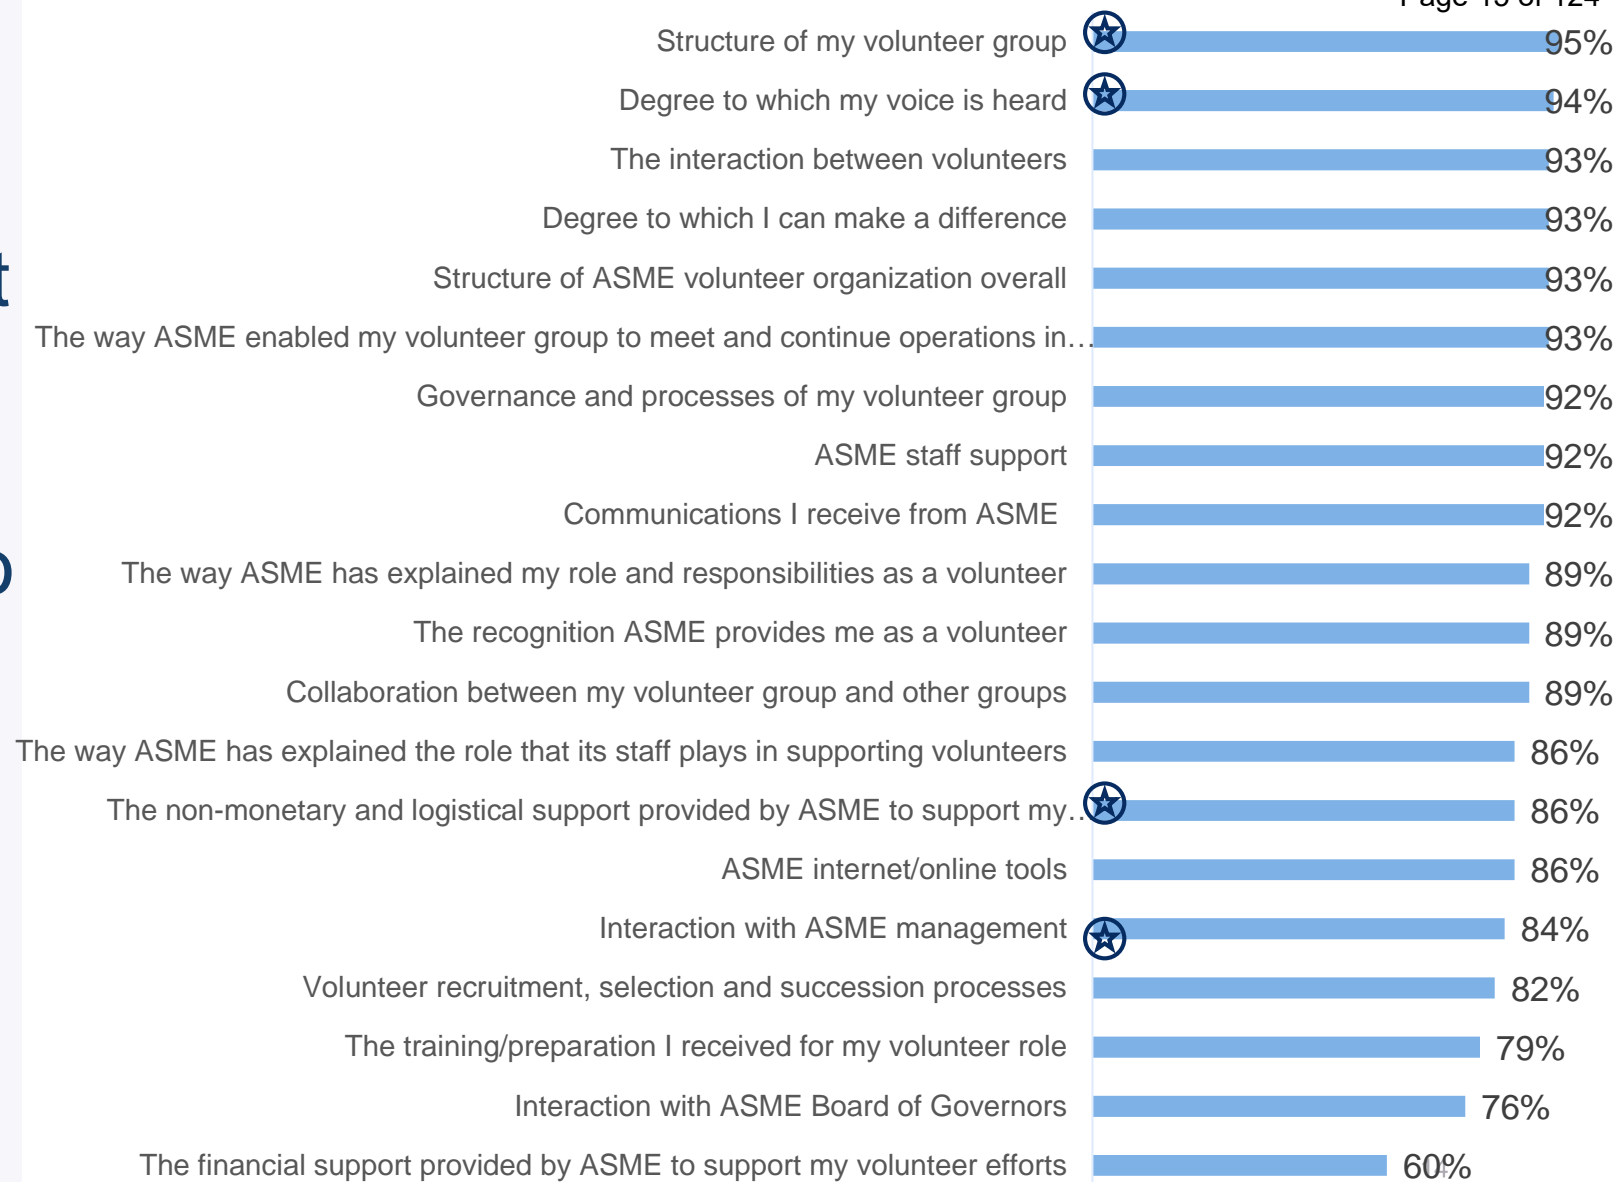 Structure of my volunteer group 95%
Degree to which my voice is heard 94%
The interaction between volunteers 93%
Degree to which I can make a difference 93%
Structure of ASME volunteer organization overall 93%
The way ASME enabled my volunteer group to meet and continue operations in… 93%
Governance and processes of my volunteer group 92%
ASME staff support 92%
Communications I receive from ASME 92%
The way ASME has explained my role and responsibilities as a volunteer 89%
The recognition ASME provides me as a volunteer 89%
Collaboration between my volunteer group and other groups 89%
The way ASME has explained the role that its staff plays in supporting volunteers 86%
The non-monetary and logistical support provided by ASME to support my… 86%
ASME internet/online tools 86%
Interaction with ASME management 84%
Volunteer recruitment, selection and succession processes 82%
The training/preparation I received for my volunteer role 79%
Interaction with ASME Board of Governors 76%
The financial support provided by ASME to support my volunteer efforts 60%